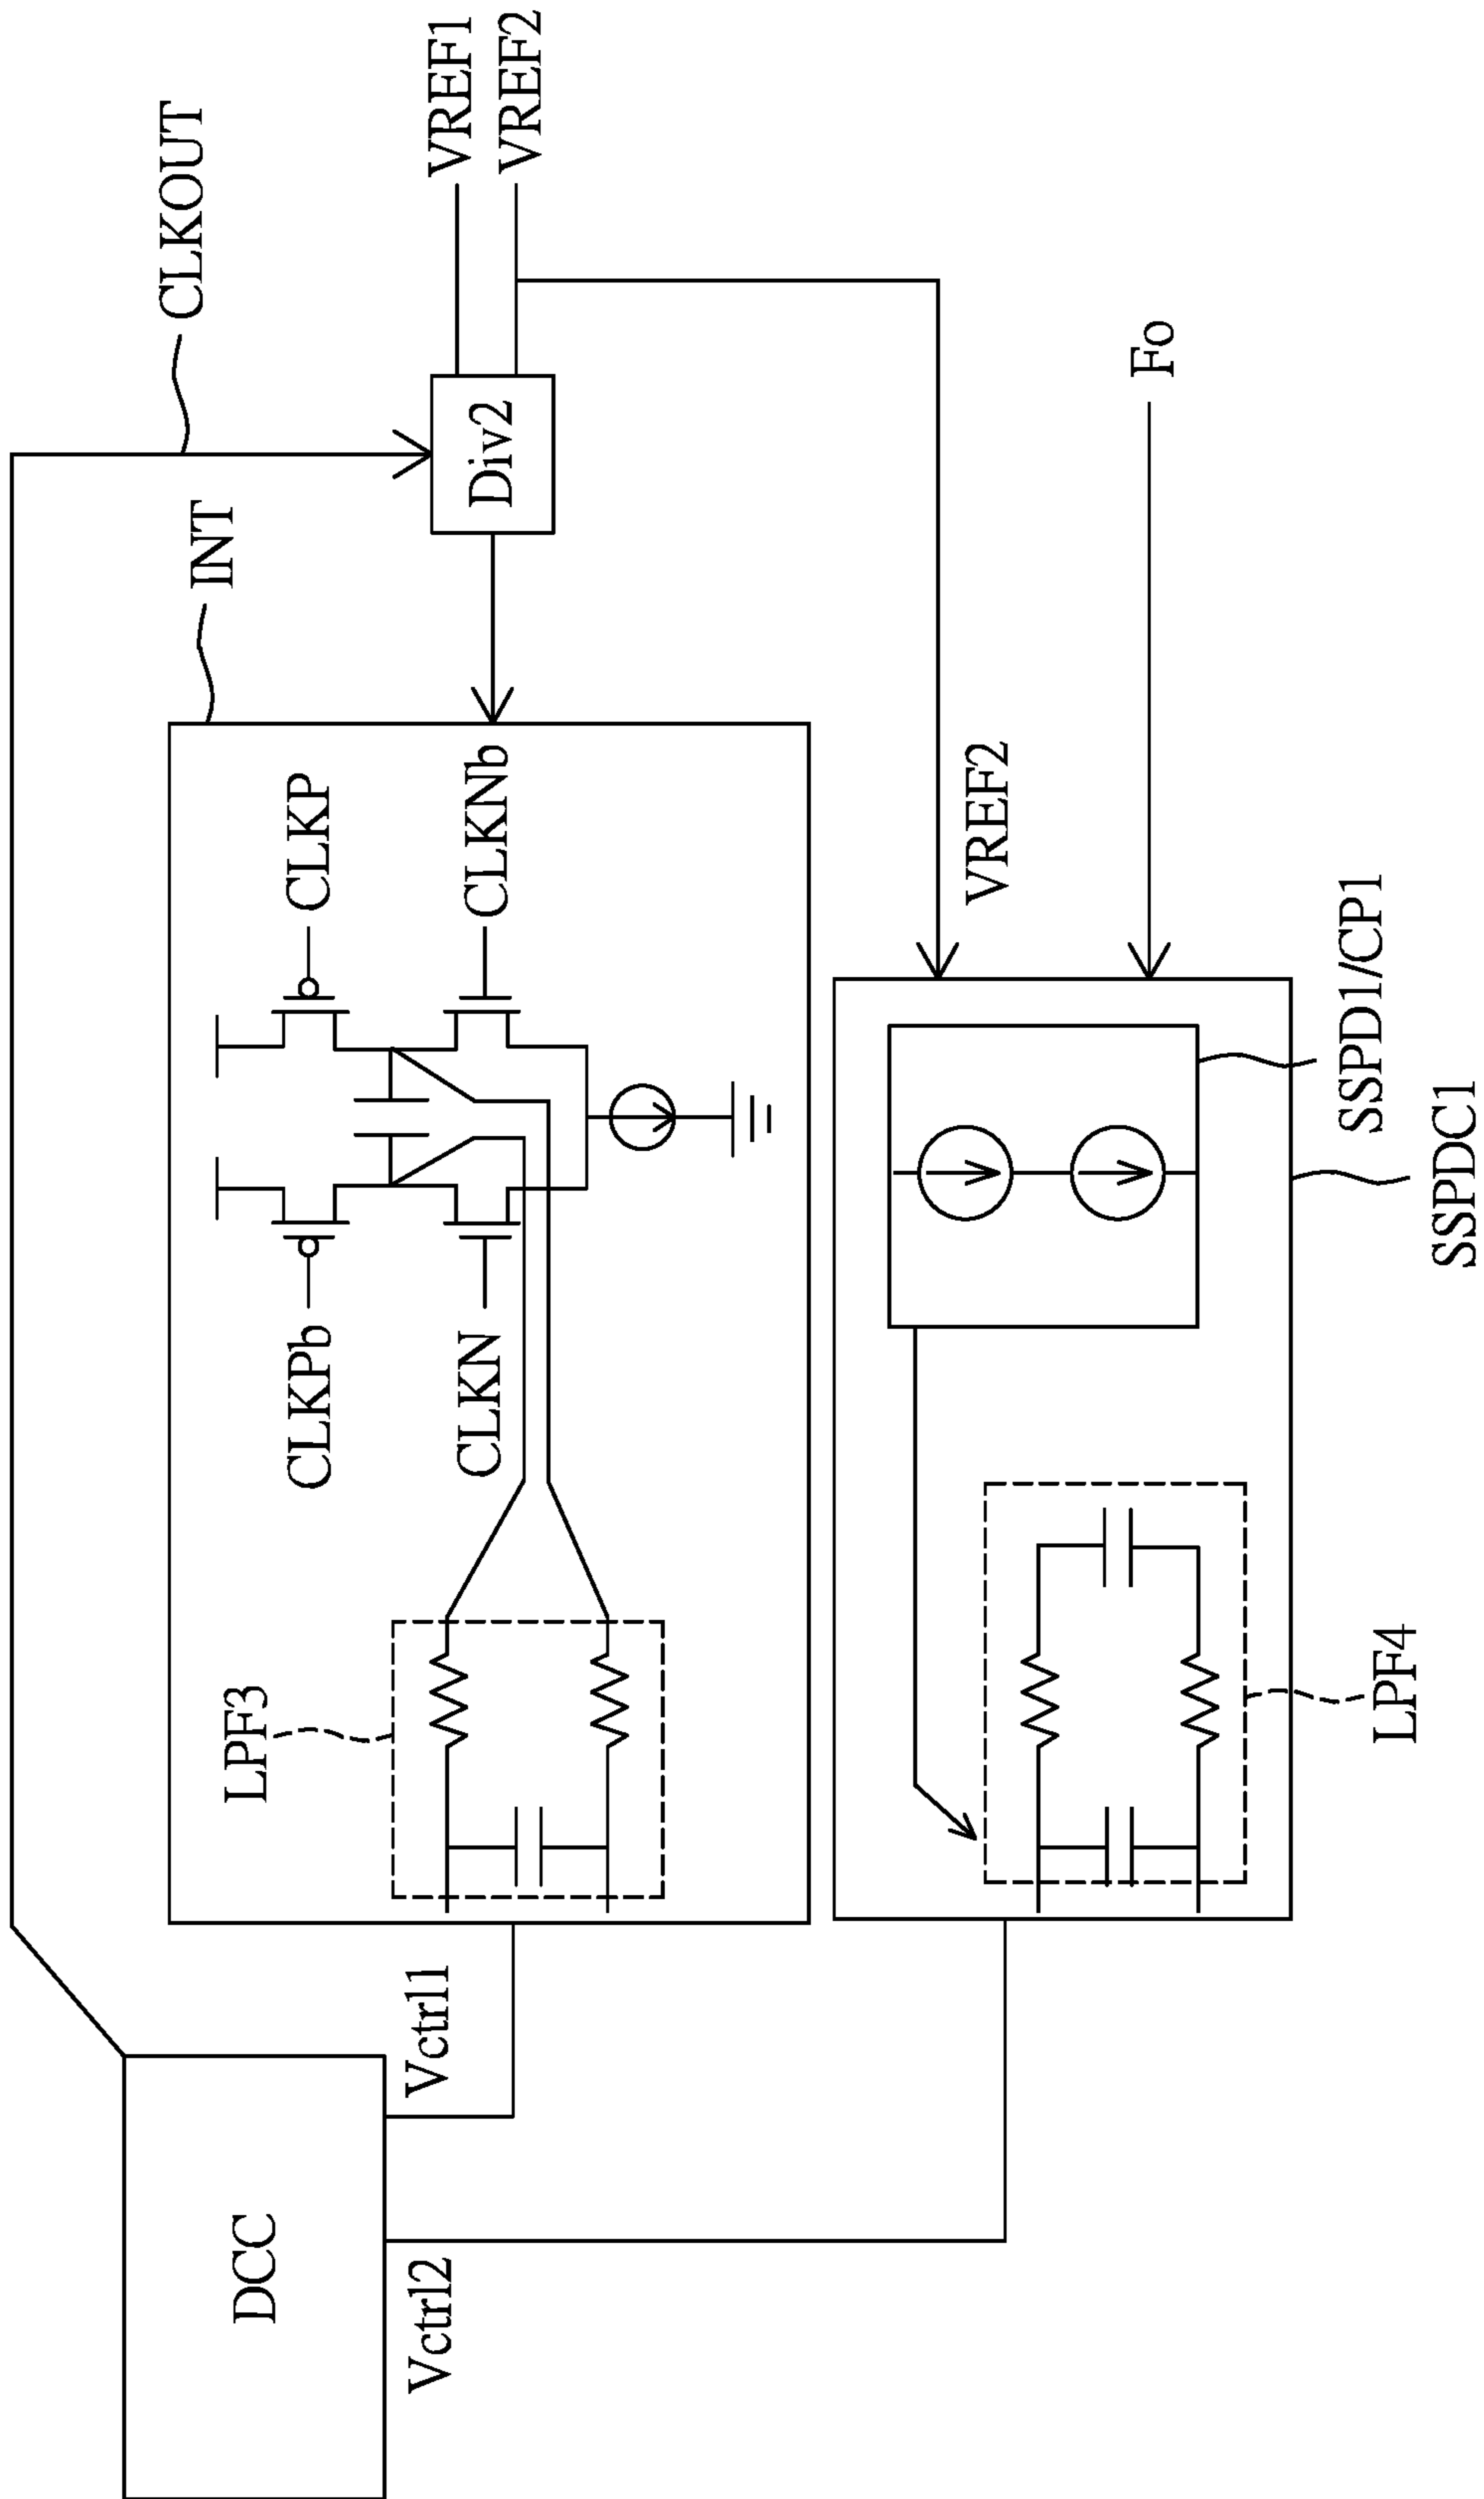 DCC
Vctrl1
Vctrl2
CLKOUT
INT
LPF3
CLKPb
CLKP
CLKN
CLKNb
Div2
VREF1
VREF2
VREF2
Fo
SSPD1/CP1
SSPDC1
LPF4